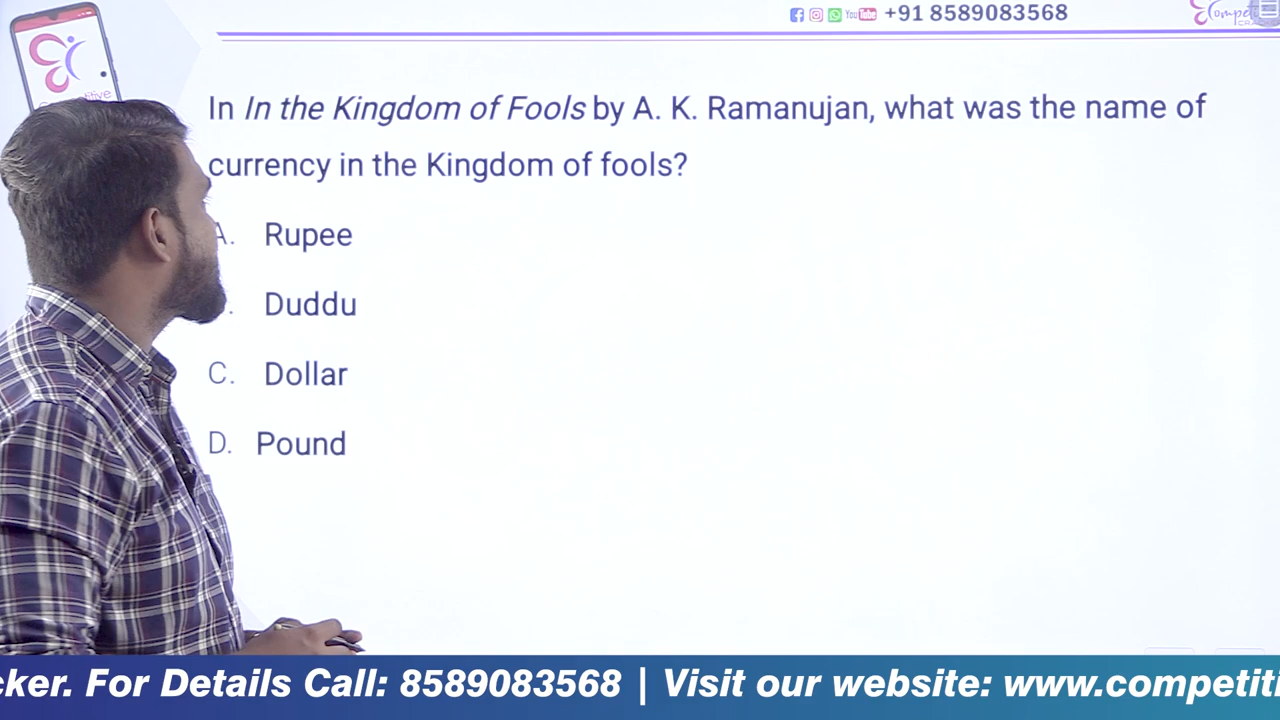 YouTube +91 8589083568
In In the Kingdom of Fools by A. K. Ramanujan, what was the name of
currency in the Kingdom of fools?
A. Rupee
. Duddu
C. Dollar
D. Pound
cker. For Details Call: 8589083568 | Visit our website: www.competiti